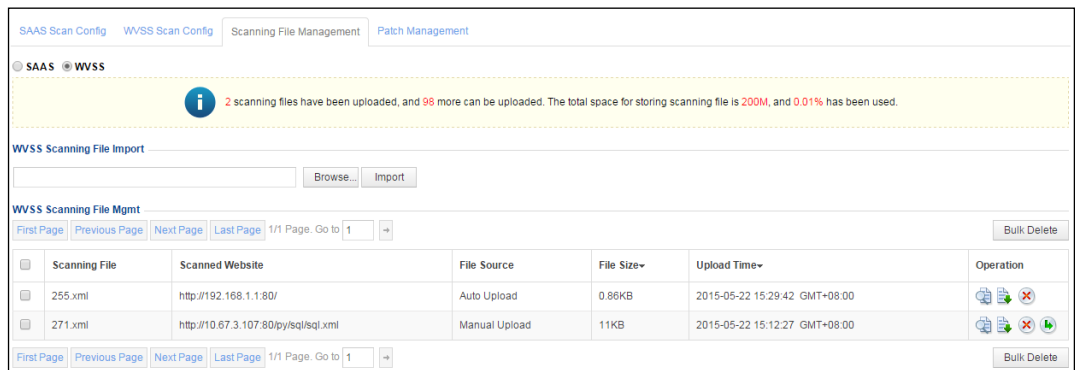 SAAS Scan Config WVSS Scan Config Scanning File Management Patch Management
SAAS WVSS
2 scanning files have been uploaded, and 98 more can be uploaded. The total space for storing scanning file is 200M, and 0.01% has been used.
WVSS Scanning File Import
Browse... Import
WVSS Scanning File Mgmt
First Page Previous Page Next Page Last Page 1/1 Page. Go to 1 Bulk Delete
Scanning File Scanned Website File Source File Size Upload Time Operation
255.xml http://192.168.1.1:80/ Auto Upload 0.86KB 2015-05-22 15:29:42 GMT+08:00
271.xml http://10.67.3.107:80/py/sql/sql.xml Manual Upload 11KB 2015-05-22 15:12:27 GMT+08:00
First Page Previous Page Next Page Last Page 1/1 Page. Go to 1 Bulk Delete